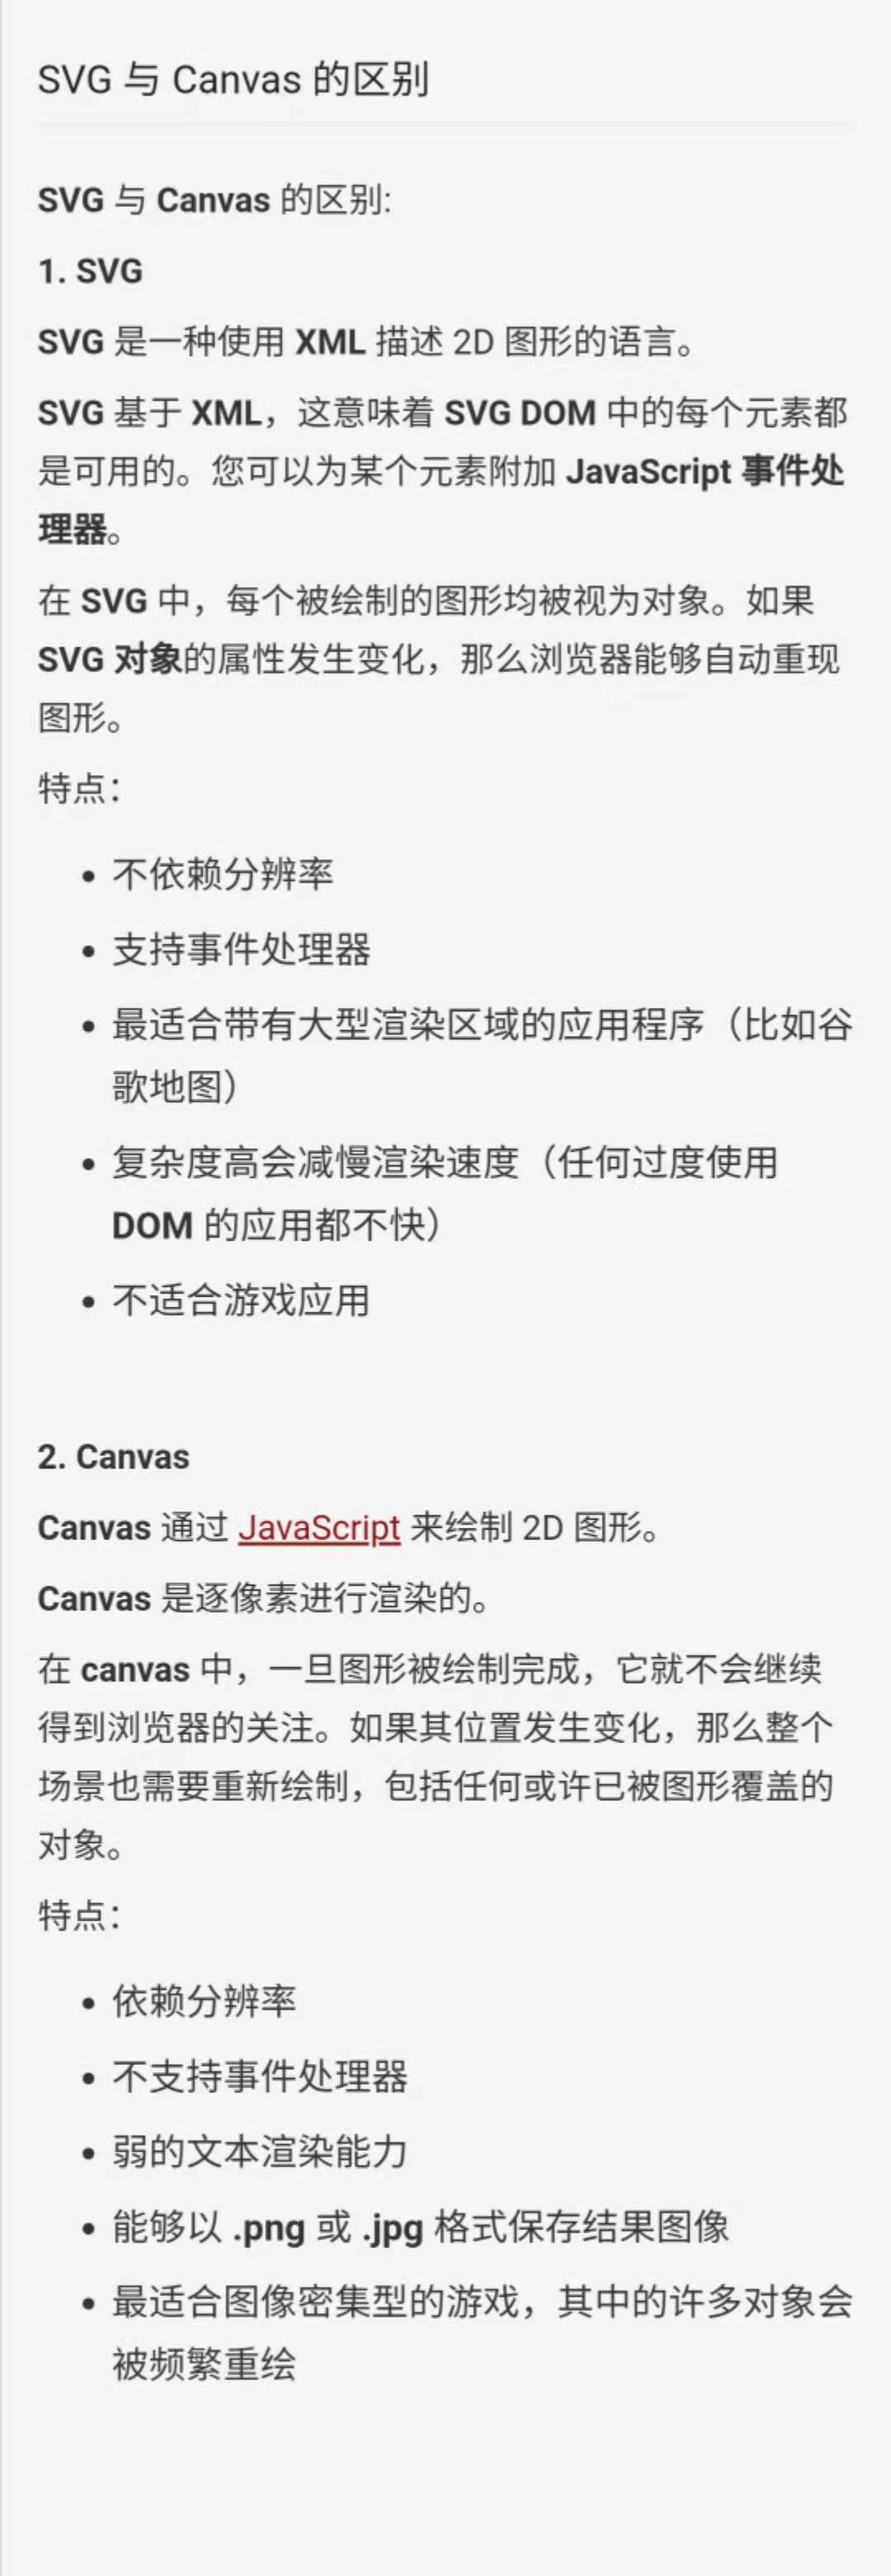 SVG 与 Canvas 的区别
SVG 与 Canvas 的区别:
1. SVG
SVG 是一种使用 XML 描述 2D 图形的语言。
SVG 基于 XML，这意味着 SVG DOM 中的每个元素都
是可用的。您可以为某个元素附加 JavaScript 事件处
理器。
在 SVG 中，每个被绘制的图形均被视为对象。如果
SVG 对象的属性发生变化，那么浏览器能够自动重现
图形。
特点：
• 不依赖分辨率
• 支持事件处理器
• 最适合带有大型渲染区域的应用程序（比如谷
歌地图）
• 复杂度高会减慢渲染速度（任何过度使用
DOM 的应用都不快）
• 不适合游戏应用
2. Canvas
Canvas 通过 JavaScript 来绘制 2D 图形。
Canvas 是逐像素进行渲染的。
在 canvas 中，一旦图形被绘制完成，它就不会继续
得到浏览器的关注。如果其位置发生变化，那么整个
场景也需要重新绘制，包括任何或许已被图形覆盖的
对象。
特点：
• 依赖分辨率
• 不支持事件处理器
• 弱的文本渲染能力
• 能够以 .png 或 .jpg 格式保存结果图像
• 最适合图像密集型的游戏，其中的许多对象会
被频繁重绘